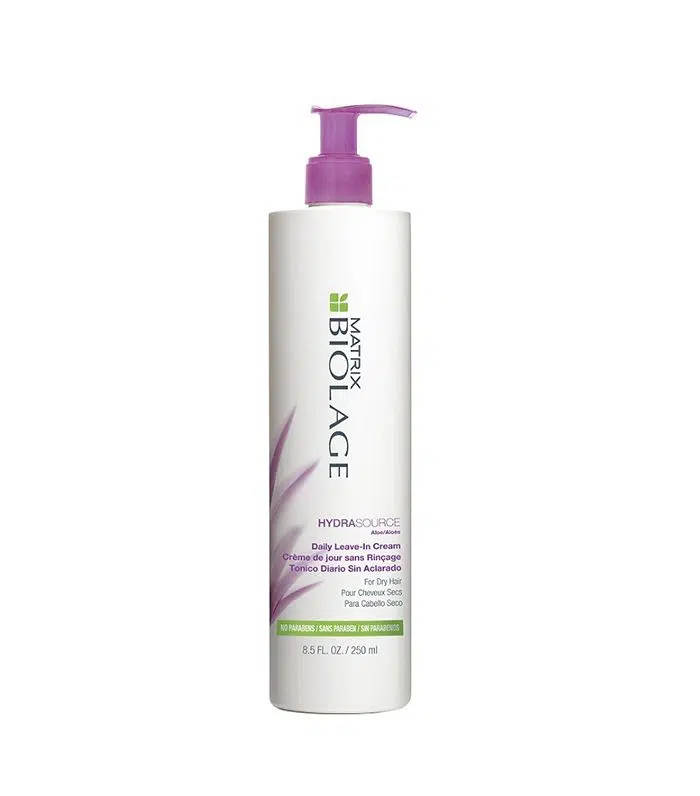 MATRIX
BIOLAGE
HYDRASOURCE
Aloe/Aloès
Daily Leave-In Cream
Crème de jour sans Rinçage
Tonico Diario Sin Aclarado
For Dry Hair
Pour Cheveux Secs
Para Cabello Seco
NO PARABENS / SANS PARABEN / SIN PARABENOS
8.5 FL. OZ. / 250 ml